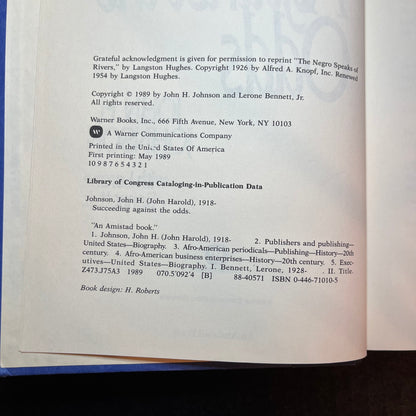 Grateful acknowledgment is given for permission to reprint "The Negro Speaks of
Rivers," by Langston Hughes. Copyright 1926 by Alfred A. Knopf, Inc. Renewed
1954 by Langston Hughes.
Copyright © 1989 by John H. Johnson and Lerone Bennett, Jr.
All rights reserved.
Warner Books, Inc., 666 Fifth Avenue, New York, NY 10103
W A Warner Communications Company
Printed in the United States Of America
First printing: May 1989
10 9 8 7 6 5 4 3 2 1
Library of Congress Cataloging-in-Publication Data
Johnson, John H. (John Harold), 1918-
Succeeding against the odds.
"An Amistad book."
1. Johnson, John H. (John Harold), 1918- 2. Publishers and publishing—
United States—Biography. 3. Afro-American periodicals—Publishing—History—20th
century. 4. Afro-American business enterprises—History—20th century. 5. Exec-
utives—United States—Biography. I. Bennett, Lerone, 1928- . II. Title.
Z473.J75A3 1989 070.5'092'4 [B] 88-40571 ISBN 0-446-71010-5
Book design: H. Roberts